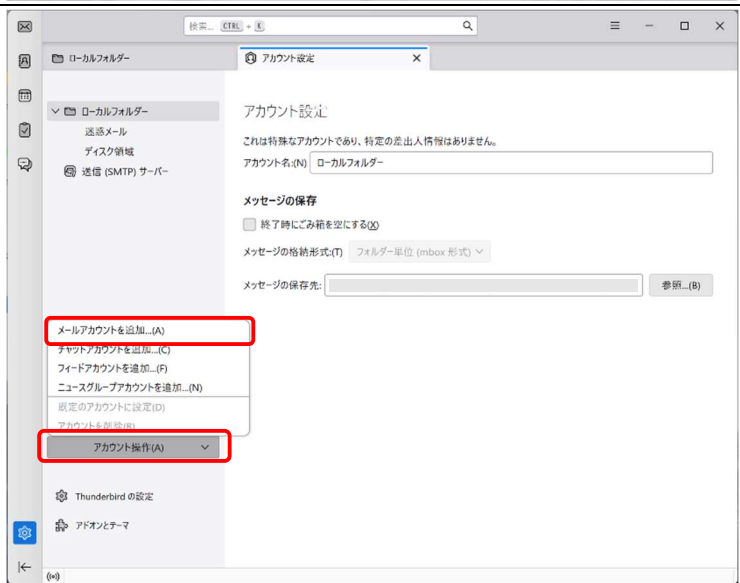 検索... CTRL + K
ローカルフォルダー
アカウント設定
ローカルフォルダー
迷惑メール
ディスク領域
送信 (SMTP) サーバー
アカウント設定
これは特殊なアカウントであり、特定の差出人情報はありません。
アカウント名:(N) ローカルフォルダー
メッセージの保存
終了時にごみ箱を空にする(X)
メッセージの格納形式:(T) フォルダー単位 (mbox 形式)
メッセージの保存先: 参照...(B)
メールアカウントを追加...(A)
チャットアカウントを追加...(C)
フィードアカウントを追加...(F)
ニュースグループアカウントを追加...(N)
既定のアカウントに設定(D)
アカウントを削除(R)
アカウント操作(A)
Thunderbird の設定
アドオンとテーマ